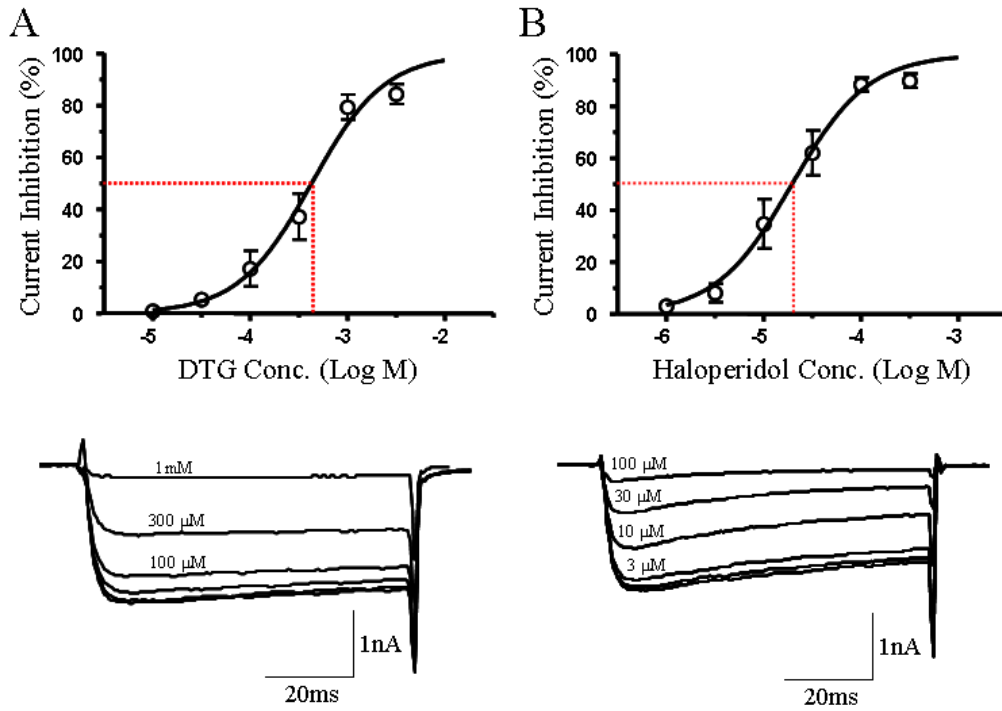 A
Current Inhibition (%)
100
80
60
40
20
0
-5
-4
-3
-2
DTG Conc. (Log M)
1mM
300 μM
100 μM
1nA
20ms
B
Current Inhibition (%)
100
80
60
40
20
0
-6
-5
-4
-3
Haloperidol Conc. (Log M)
100 μM
30 μM
10 μM
3 μM
1nA
20ms